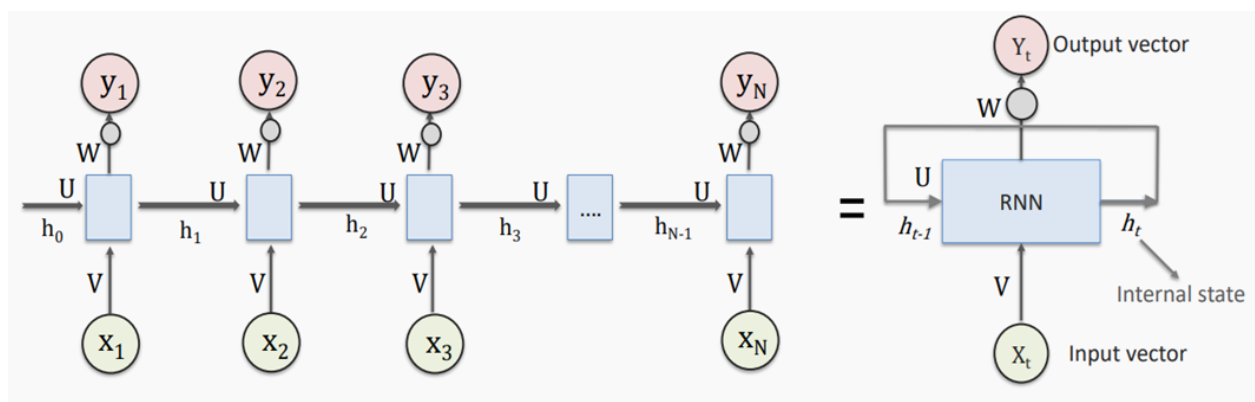 y1 y2 y3 yN Yt Output vector
W W W W W
U U U U U U RNN
h0 h1 h2 h3 .... hN-1 = ht-1 ht
V V V V V Internal state
x1 x2 x3 xN Xt Input vector